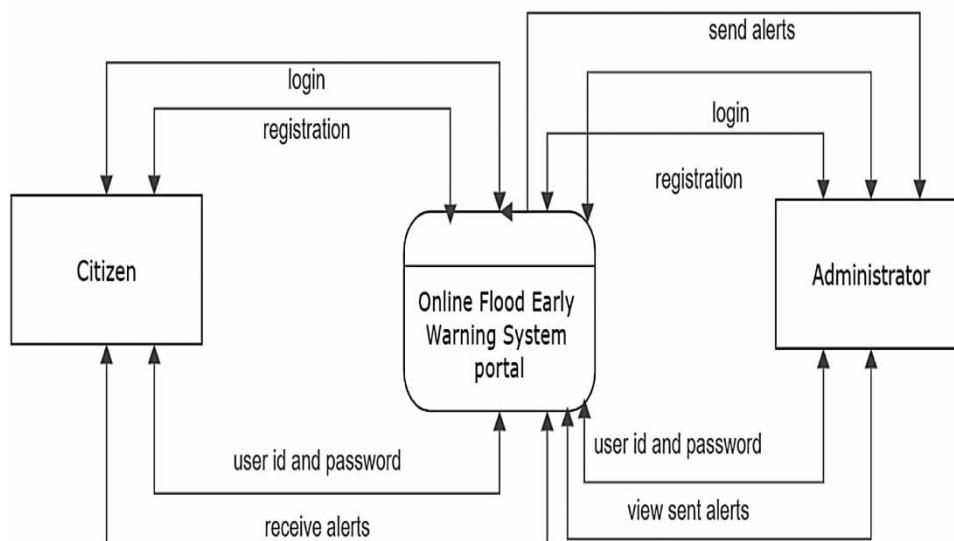 send alerts
login
login
registration
registration
Citizen
Administrator
Online Flood Early
Warning System
portal
user id and password
user id and password
view sent alerts
receive alerts